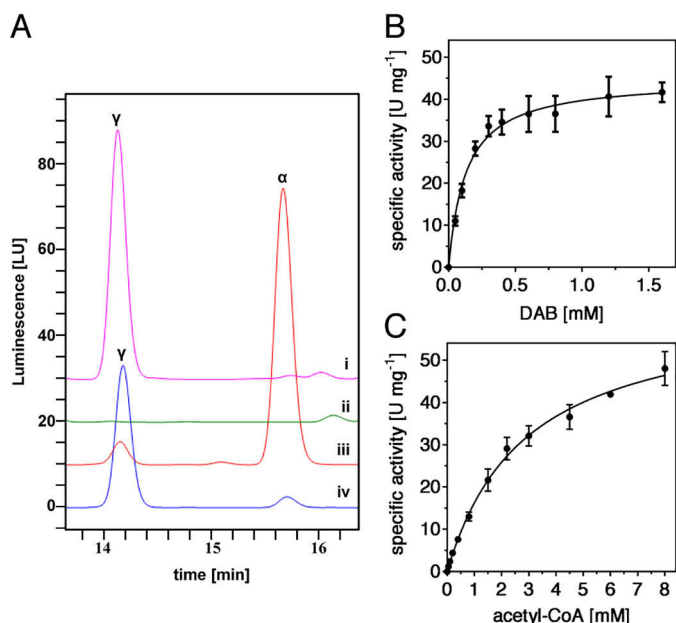 A
γ
α
γ
i
ii
iii
iv
80
60
40
20
0
Luminescence [LU]
14
15
16
time [min]
B
50
40
30
20
10
0
specific activity [U mg⁻¹]
0.0
0.5
1.0
1.5
DAB [mM]
C
50
40
30
20
10
0
specific activity [U mg⁻¹]
0
1
2
3
4
5
6
7
8
acetyl-CoA [mM]